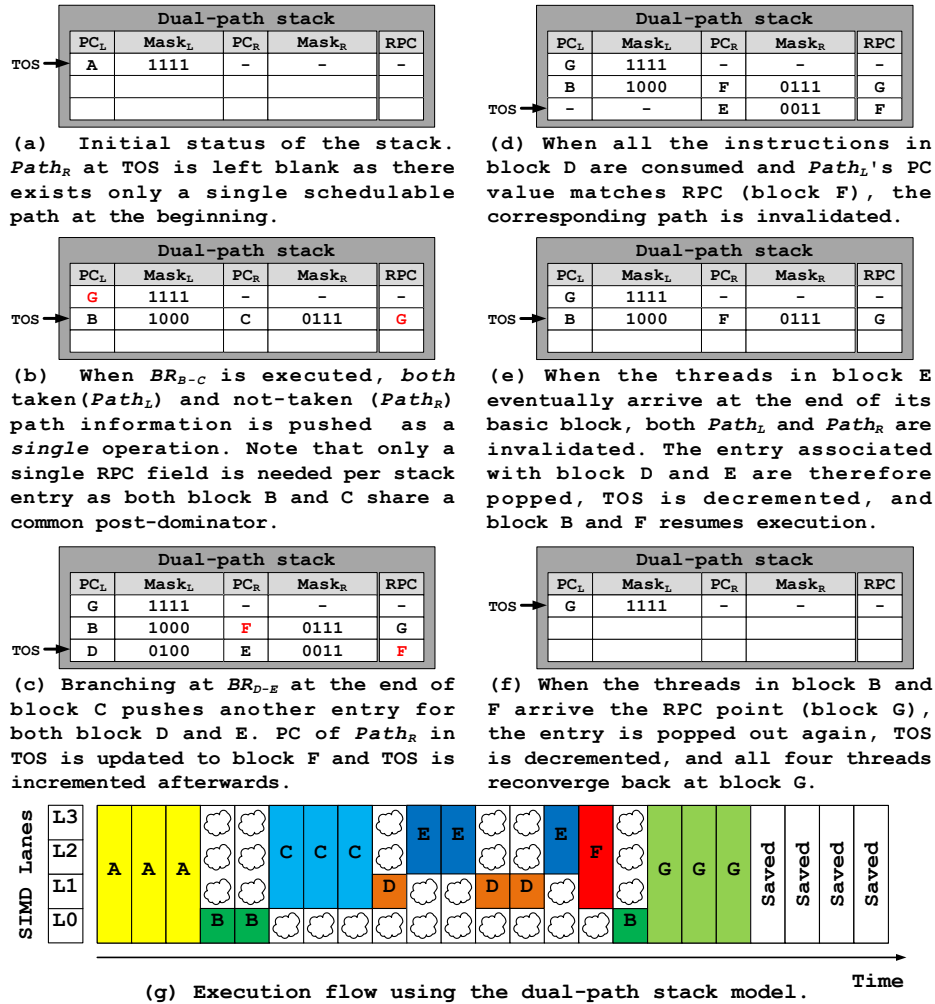 Dual-path stack
PCL MaskL PCR MaskR RPC
TOS A 1111 - - -
(a) Initial status of the stack.
PathR at TOS is left blank as there
exists only a single schedulable
path at the beginning.
Dual-path stack
PCL MaskL PCR MaskR RPC
G 1111 - - -
TOS B 1000 C 0111 G
(b) When BRB-C is executed, both
taken(PathL) and not-taken (PathR)
path information is pushed as a
single operation. Note that only a
single RPC field is needed per stack
entry as both block B and C share a
common post-dominator.
Dual-path stack
PCL MaskL PCR MaskR RPC
G 1111 - - -
B 1000 F 0111 G
TOS D 0100 E 0011 F
(c) Branching at BRD-E at the end of
block C pushes another entry for
both block D and E. PC of PathR in
TOS is updated to block F and TOS is
incremented afterwards.
Dual-path stack
PCL MaskL PCR MaskR RPC
G 1111 - - -
B 1000 F 0111 G
TOS - - E 0011 F
(d) When all the instructions in
block D are consumed and PathL's PC
value matches RPC (block F), the
corresponding path is invalidated.
Dual-path stack
PCL MaskL PCR MaskR RPC
G 1111 - - -
TOS B 1000 F 0111 G
(e) When the threads in block E
eventually arrive at the end of its
basic block, both PathL and PathR are
invalidated. The entry associated
with block D and E are therefore
popped, TOS is decremented, and
block B and F resumes execution.
Dual-path stack
PCL MaskL PCR MaskR RPC
TOS G 1111 - - -
(f) When the threads in block B and
F arrive the RPC point (block G),
the entry is popped out again, TOS
is decremented, and all four threads
reconverge back at block G.
SIMD Lanes
L3
L2
L1
L0
A A A B B C C C D E E D D E F B G G G Saved Saved Saved Saved
Time
(g) Execution flow using the dual-path stack model.